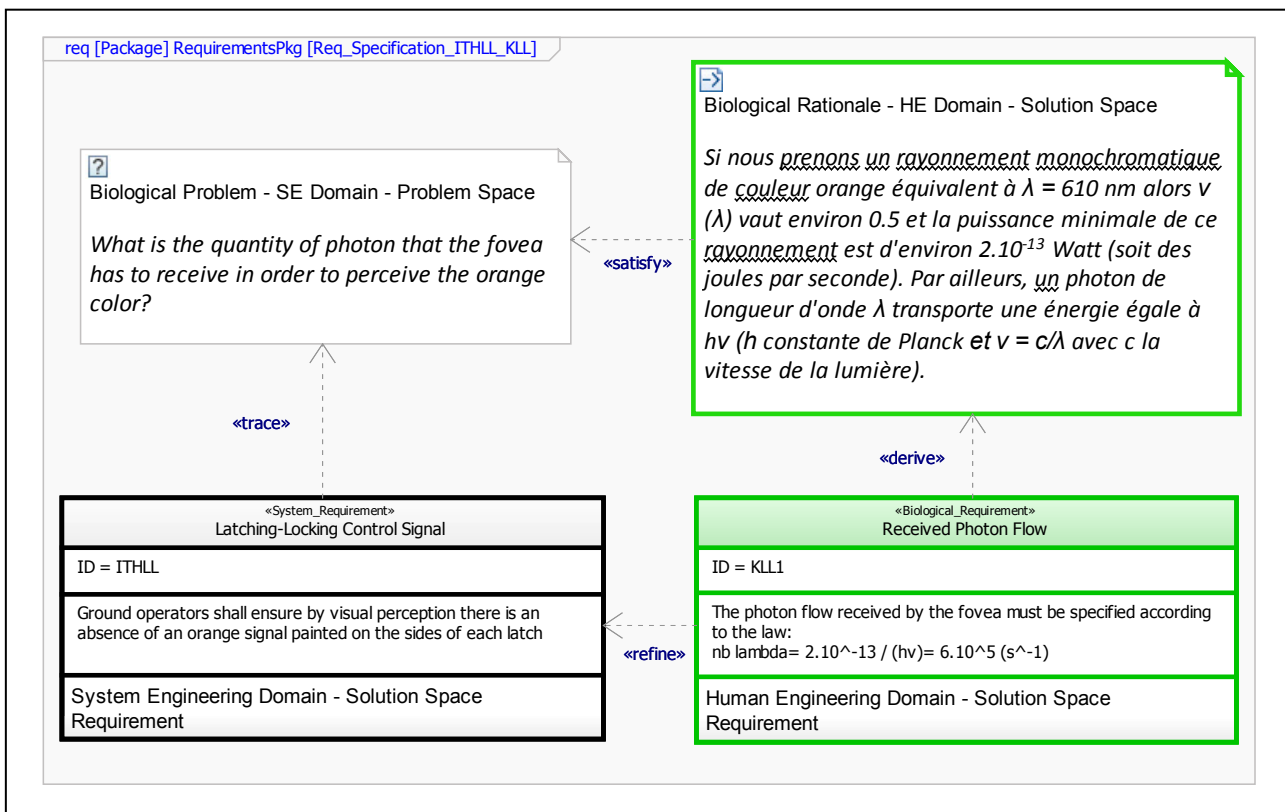 req [Package] RequirementsPkg [Req_Specification_ITHLL_KLL]
Biological Problem - SE Domain - Problem Space
What is the quantity of photon that the fovea
has to receive in order to perceive the orange
color?
Biological Rationale - HE Domain - Solution Space
Si nous prenons un rayonnement monochromatique
de couleur orange équivalent à λ = 610 nm alors v
(λ) vaut environ 0.5 et la puissance minimale de ce
rayonnement est d'environ 2.10⁻¹³ Watt (soit des
joules par seconde). Par ailleurs, un photon de
longueur d'onde λ transporte une énergie égale à
hv (h constante de Planck et v = c/λ avec c la
vitesse de la lumière).
«satisfy»
«trace»
«derive»
«System_Requirement»
Latching-Locking Control Signal
ID = ITHLL
Ground operators shall ensure by visual perception there is an
absence of an orange signal painted on the sides of each latch
System Engineering Domain - Solution Space
Requirement
«refine»
«Biological_Requirement»
Received Photon Flow
ID = KLL1
The photon flow received by the fovea must be specified according
to the law:
nb lambda= 2.10^-13 / (hv)= 6.10^5 (s^-1)
Human Engineering Domain - Solution Space
Requirement